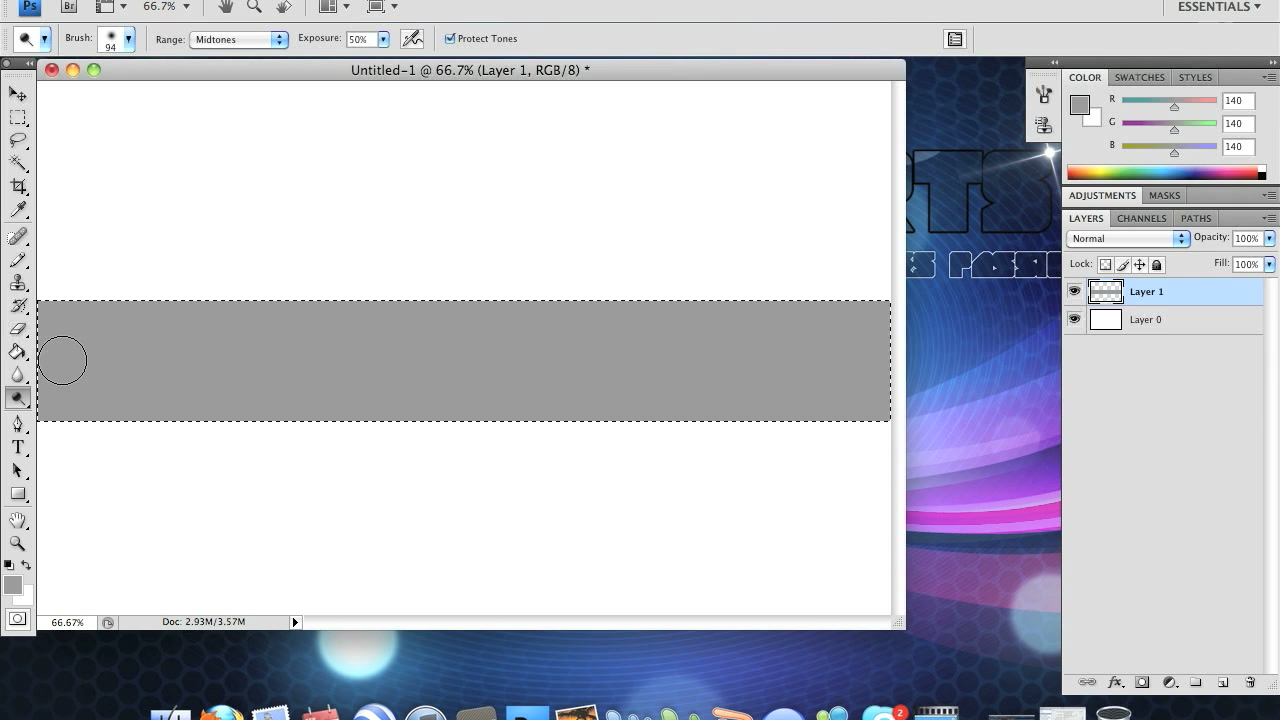 Ps Br 66.7% ESSENTIALS
Brush: 94 Range: Midtones Exposure: 50% Protect Tones
Untitled-1 @ 66.7% (Layer 1, RGB/8) *
COLOR SWATCHES STYLES
R 140
G 140
B 140
ADJUSTMENTS MASKS
LAYERS CHANNELS PATHS
Normal Opacity: 100%
Lock: Fill: 100%
Layer 1
Layer 0
T
66.67% Doc: 2.93M/3.57M
fx
2